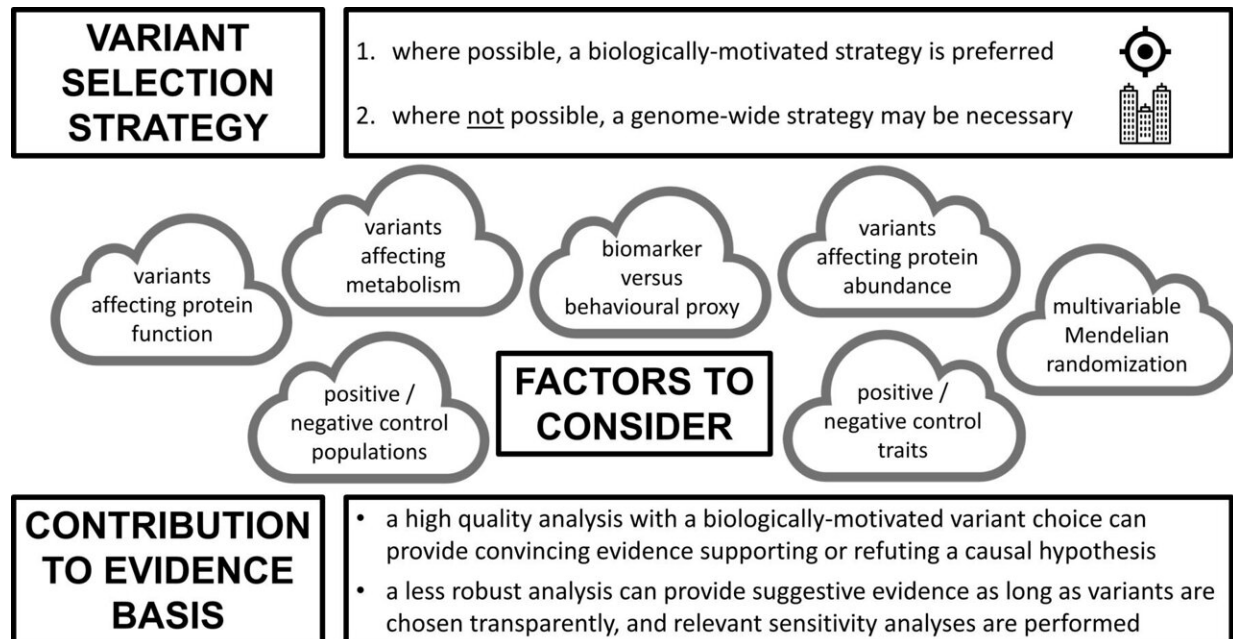 VARIANT
SELECTION
STRATEGY
1. where possible, a biologically-motivated strategy is preferred
2. where not possible, a genome-wide strategy may be necessary
variants
affecting protein
function
variants
affecting
metabolism
biomarker
versus
behavioural proxy
variants
affecting protein
abundance
multivariable
Mendelian
randomization
positive /
negative control
populations
FACTORS TO
CONSIDER
positive /
negative control
traits
CONTRIBUTION
TO EVIDENCE
BASIS
• a high quality analysis with a biologically-motivated variant choice can
provide convincing evidence supporting or refuting a causal hypothesis
• a less robust analysis can provide suggestive evidence as long as variants are
chosen transparently, and relevant sensitivity analyses are performed